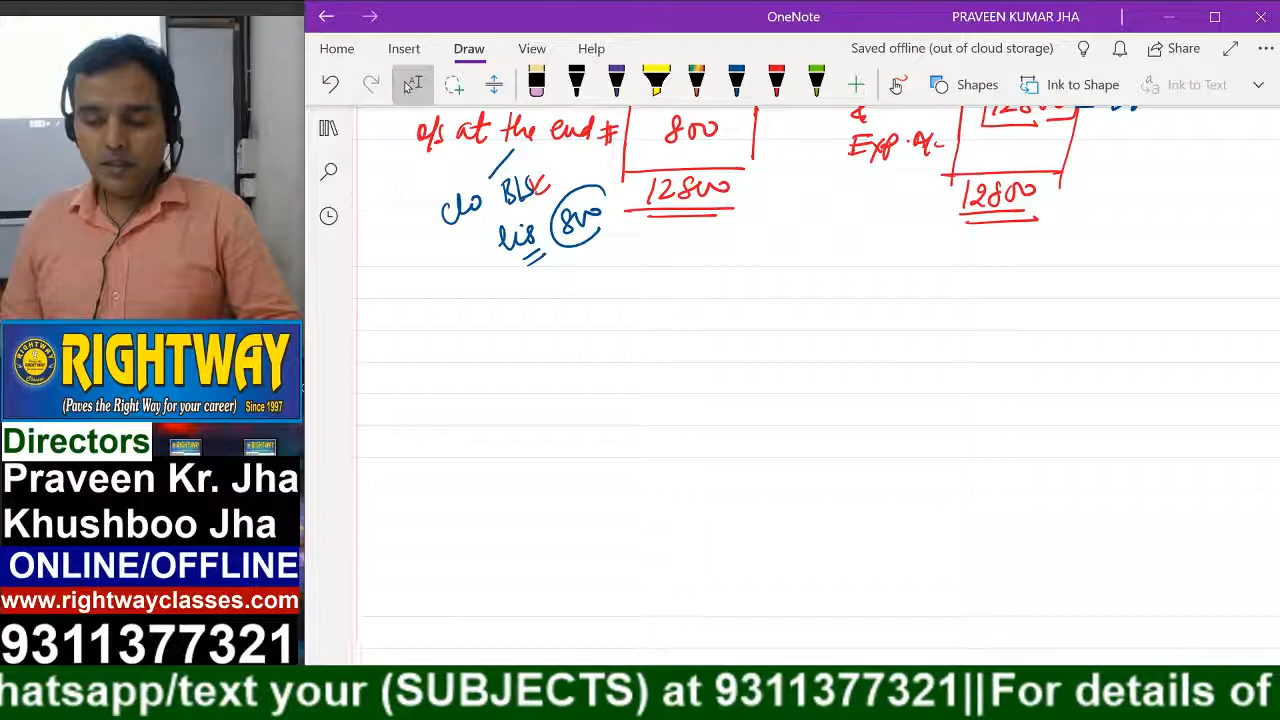 OneNote
PRAVEEN KUMAR JHA
Home Insert Draw View Help
Saved offline (out of cloud storage)
Share
Shapes
Ink to Shape
Ink to Text
o/s at the end # 800
12800
clo BLS
lis 800
&
Exp. A/c
12800
RIGHTWAY
(Paves the Right Way for your career) Since 1997
Directors
Praveen Kr. Jha
Khushboo Jha
ONLINE/OFFLINE
www.rightwayclasses.com
9311377321
hatsapp/text your (SUBJECTS) at 9311377321||For details of